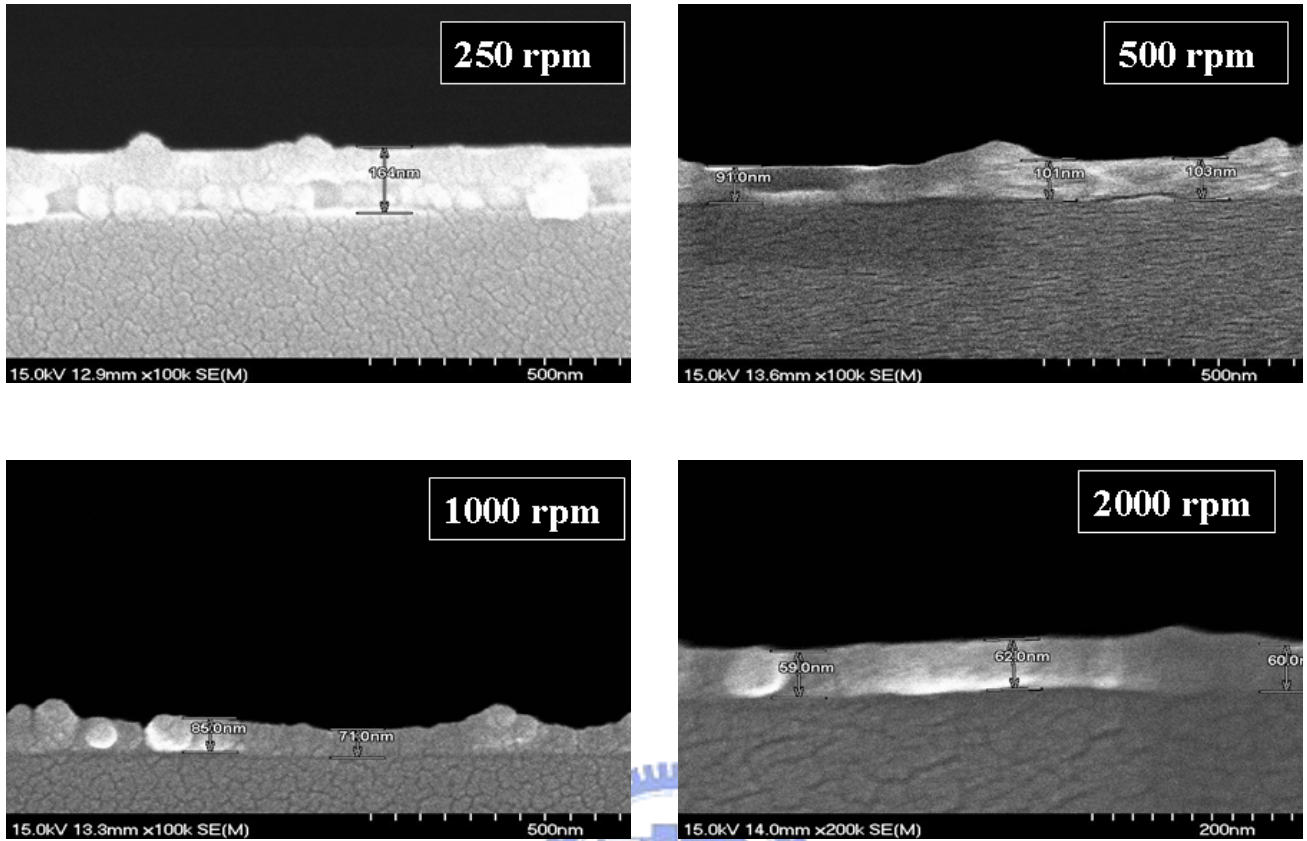 250 rpm
164nm
15.0kV 12.9mm x100k SE(M)
500nm
500 rpm
91.0nm
101nm
103nm
15.0kV 13.6mm x100k SE(M)
500nm
1000 rpm
85.0nm
71.0nm
15.0kV 13.3mm x100k SE(M)
500nm
2000 rpm
59.0nm
62.0nm
60.0n
15.0kV 14.0mm x200k SE(M)
200nm